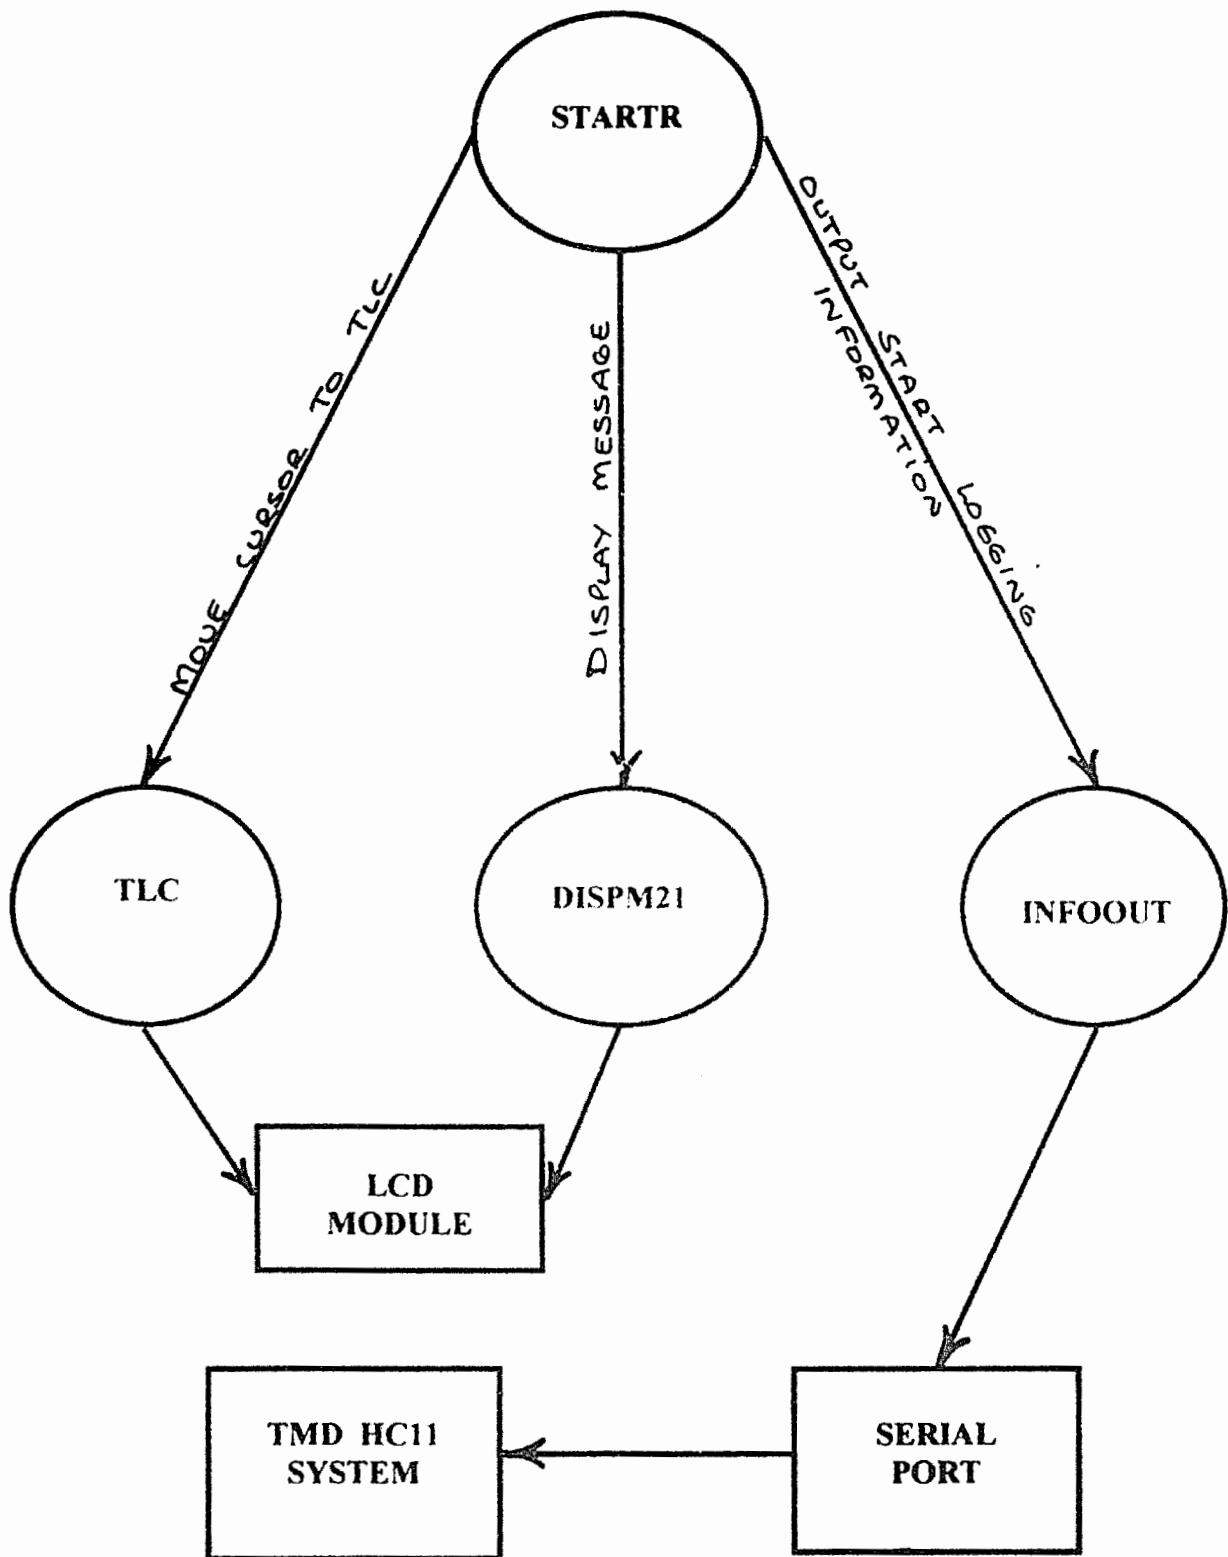 STARTR
MOVE CURSOR TO TLC
DISPLAY MESSAGE
OUTPUT START LOGGING
INFORMATION
TLC
DISPM21
INFOOUT
LCD
MODULE
TMD HC11
SYSTEM
SERIAL
PORT